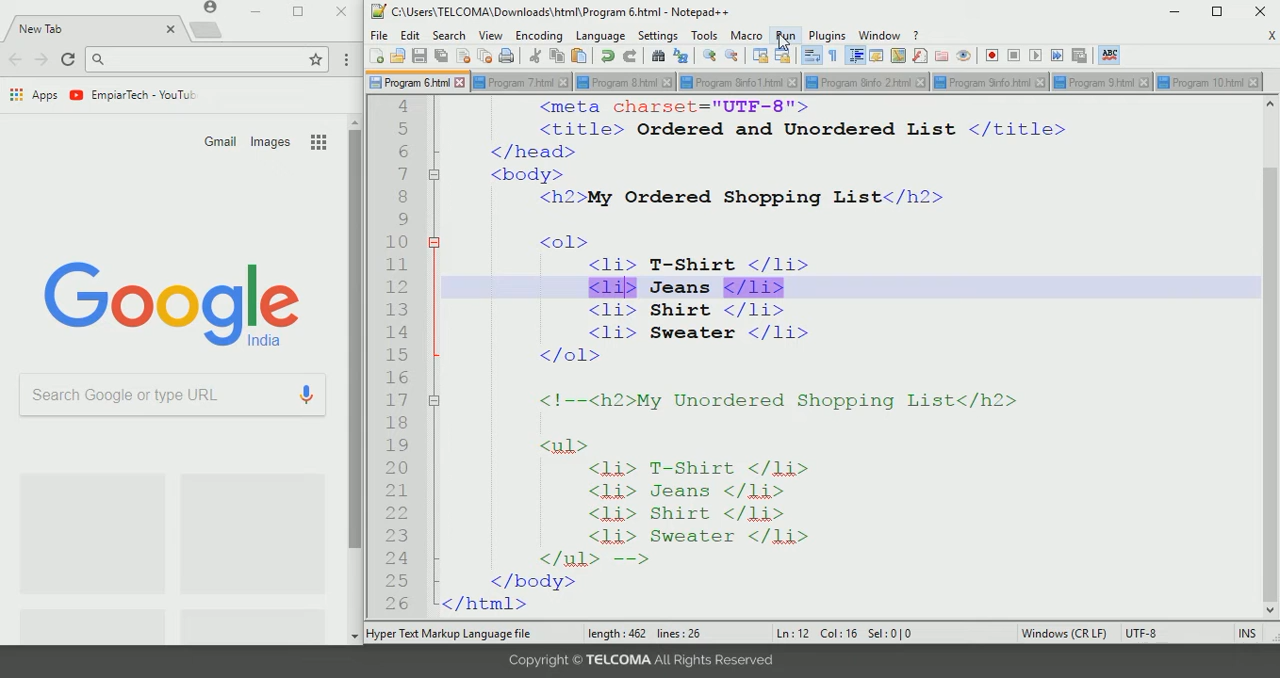 New Tab
EmpiarTech - YouTub
Apps
Gmail Images
Google
India
Search Google or type URL
C:\Users\TELCOMA\Downloads\html\Program 6.html - Notepad++
File Edit Search View Encoding Language Settings Tools Macro Run Plugins Window ? X
ABC
Program 6.html Program 7.html Program 8.html Program 8info1.html Program 8info 2.html Program 9info.html Program 9.html Program 10.html
4 <meta charset="UTF-8">
5 <title> Ordered and Unordered List </title>
6 </head>
7 <body>
8 <h2>My Ordered Shopping List</h2>
9
10 <ol>
11 <li> T-Shirt </li>
12 <li> Jeans </li>
13 <li> Shirt </li>
14 <li> Sweater </li>
15 </ol>
16
17 <!--<h2>My Unordered Shopping List</h2>
18
19 <ul>
20 <li> T-Shirt </li>
21 <li> Jeans </li>
22 <li> Shirt </li>
23 <li> Sweater </li>
24 </ul> -->
25 </body>
26 </html>
Hyper Text Markup Language file length : 462 lines : 26 Ln : 12 Col : 16 Sel : 0 | 0 Windows (CR LF) UTF-8 INS
Copyright © TELCOMA All Rights Reserved